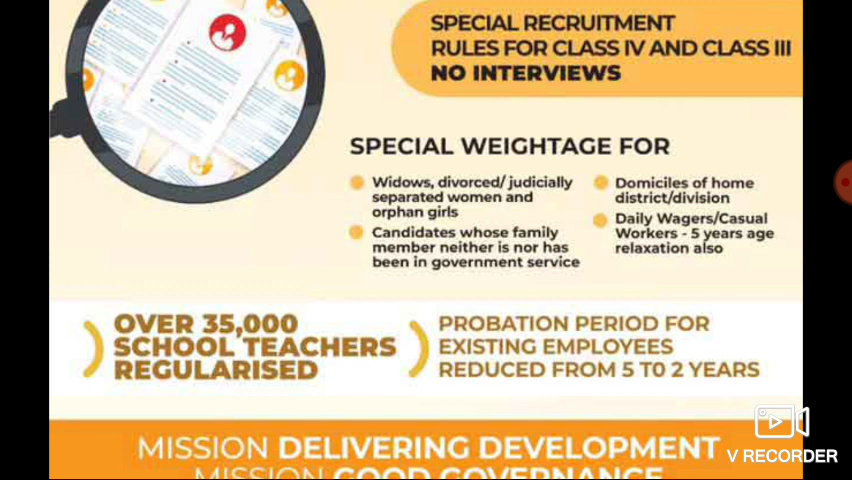 SPECIAL RECRUITMENT
RULES FOR CLASS IV AND CLASS III
NO INTERVIEWS
SPECIAL WEIGHTAGE FOR
Widows, divorced/ judicially
separated women and
orphan girls
Candidates whose family
member neither is nor has
been in government service
Domiciles of home
district/division
Daily Wagers/Casual
Workers - 5 years age
relaxation also
OVER 35,000
SCHOOL TEACHERS
REGULARISED
PROBATION PERIOD FOR
EXISTING EMPLOYEES
REDUCED FROM 5 TO 2 YEARS
MISSION DELIVERING DEVELOPMENT
MISSION GOOD GOVERNANCE
V RECORDER